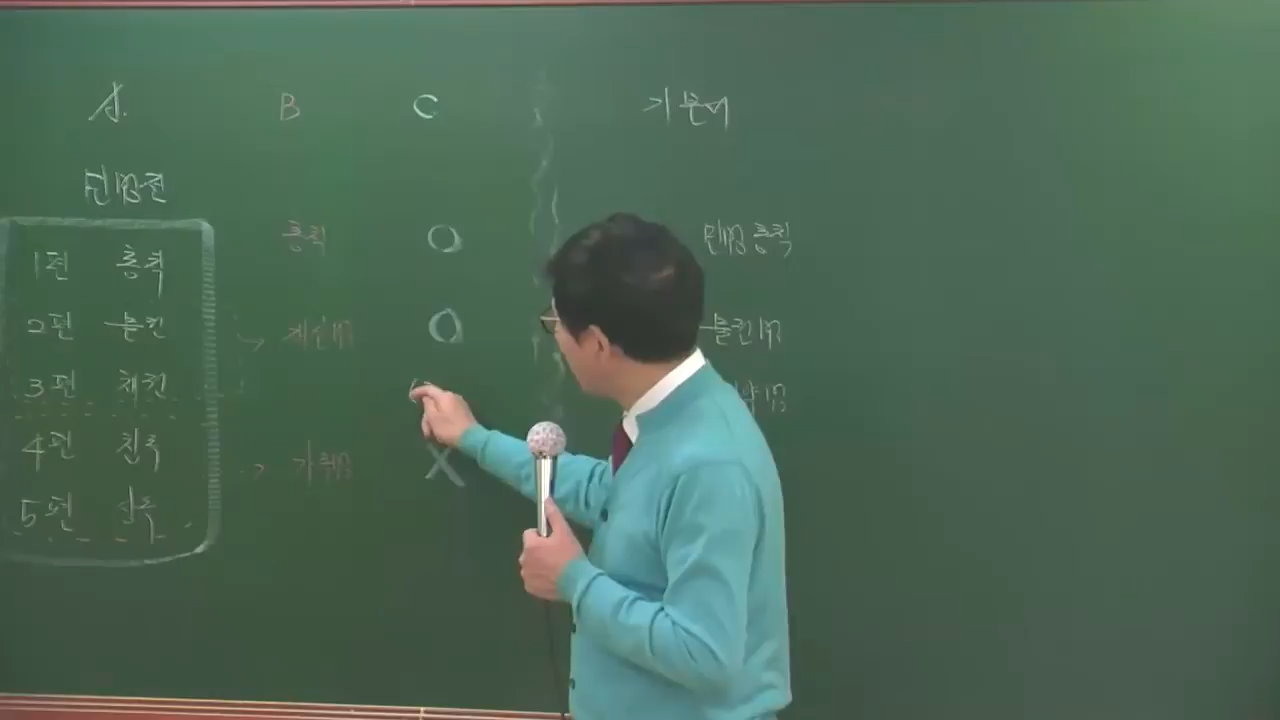 A. B C 기본서
민법전
총칙 O 민법총칙
1편 총칙
2편 물권 재산법 O 물권법
3편 채권
4편 친족 가족법 X
5편 상속